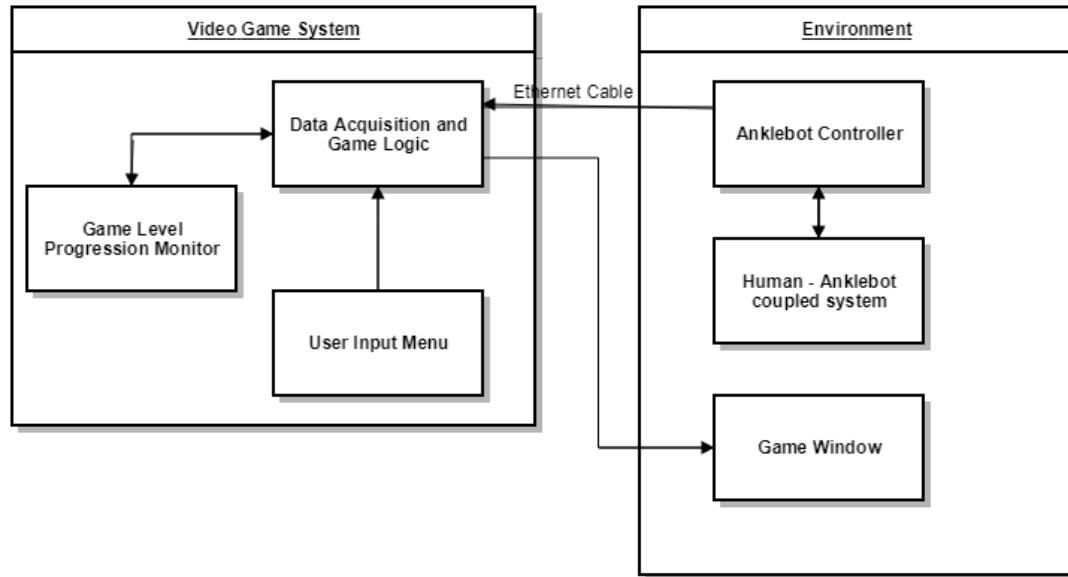 Video Game System
Environment
Ethernet Cable
Data Acquisition and
Game Logic
Anklebot Controller
Game Level
Progression Monitor
Human - Anklebot
coupled system
User Input Menu
Game Window